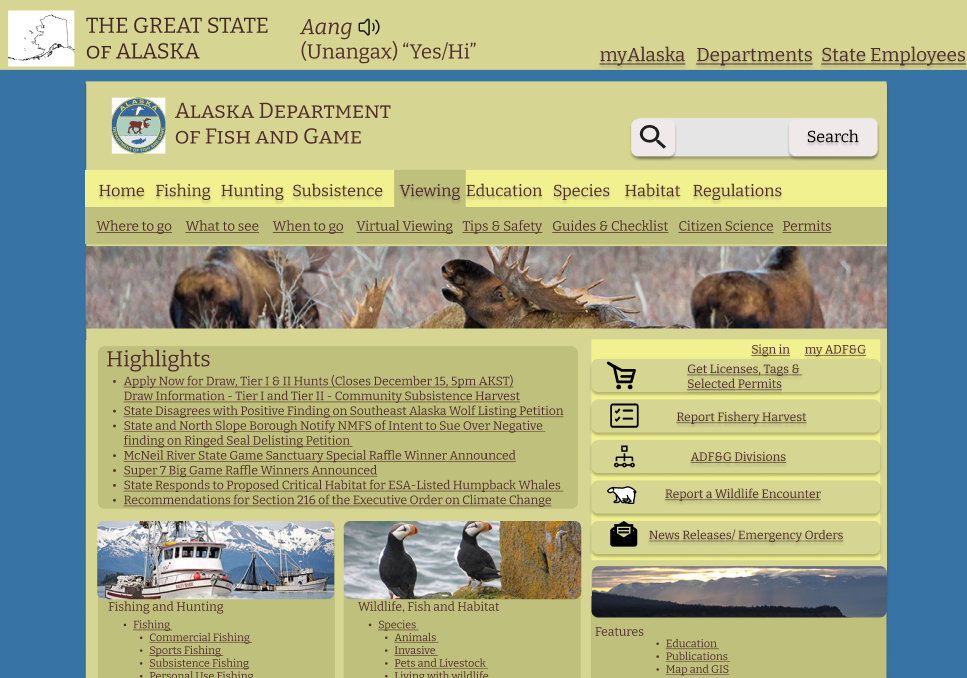 THE GREAT STATE
OF ALASKA
Aang
(Unangax) “Yes/Hi”
myAlaska Departments State Employees
ALASKA DEPARTMENT
OF FISH AND GAME
Search
Home Fishing Hunting Subsistence Viewing Education Species Habitat Regulations
Where to go What to see When to go Virtual Viewing Tips & Safety Guides & Checklist Citizen Science Permits
Highlights
• Apply Now for Draw, Tier I & II Hunts (Closes December 15, 5pm AKST)
Draw Information - Tier I and Tier II - Community Subsistence Harvest
• State Disagrees with Positive Finding on Southeast Alaska Wolf Listing Petition
• State and North Slope Borough Notify NMFS of Intent to Sue Over Negative
finding on Ringed Seal Delisting Petition
• McNeil River State Game Sanctuary Special Raffle Winner Announced
• Super 7 Big Game Raffle Winners Announced
• State Responds to Proposed Critical Habitat for ESA-Listed Humpback Whales
• Recommendations for Section 216 of the Executive Order on Climate Change
Sign in my ADF&G
Get Licenses, Tags &
Selected Permits
Report Fishery Harvest
ADF&G Divisions
Report a Wildlife Encounter
News Releases/ Emergency Orders
Fishing and Hunting
• Fishing
• Commercial Fishing
• Sports Fishing
• Subsistence Fishing
• Personal Use Fishing
Wildlife, Fish and Habitat
• Species
• Animals
• Invasive
• Pets and Livestock
• Living with wildlife
Features
• Education
• Publications
• Map and GIS